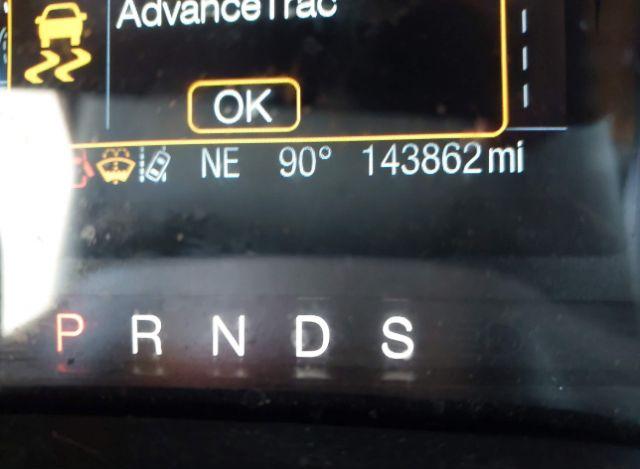 AdvanceTrac
OK
NE 90° 143862 mi
P R N D S